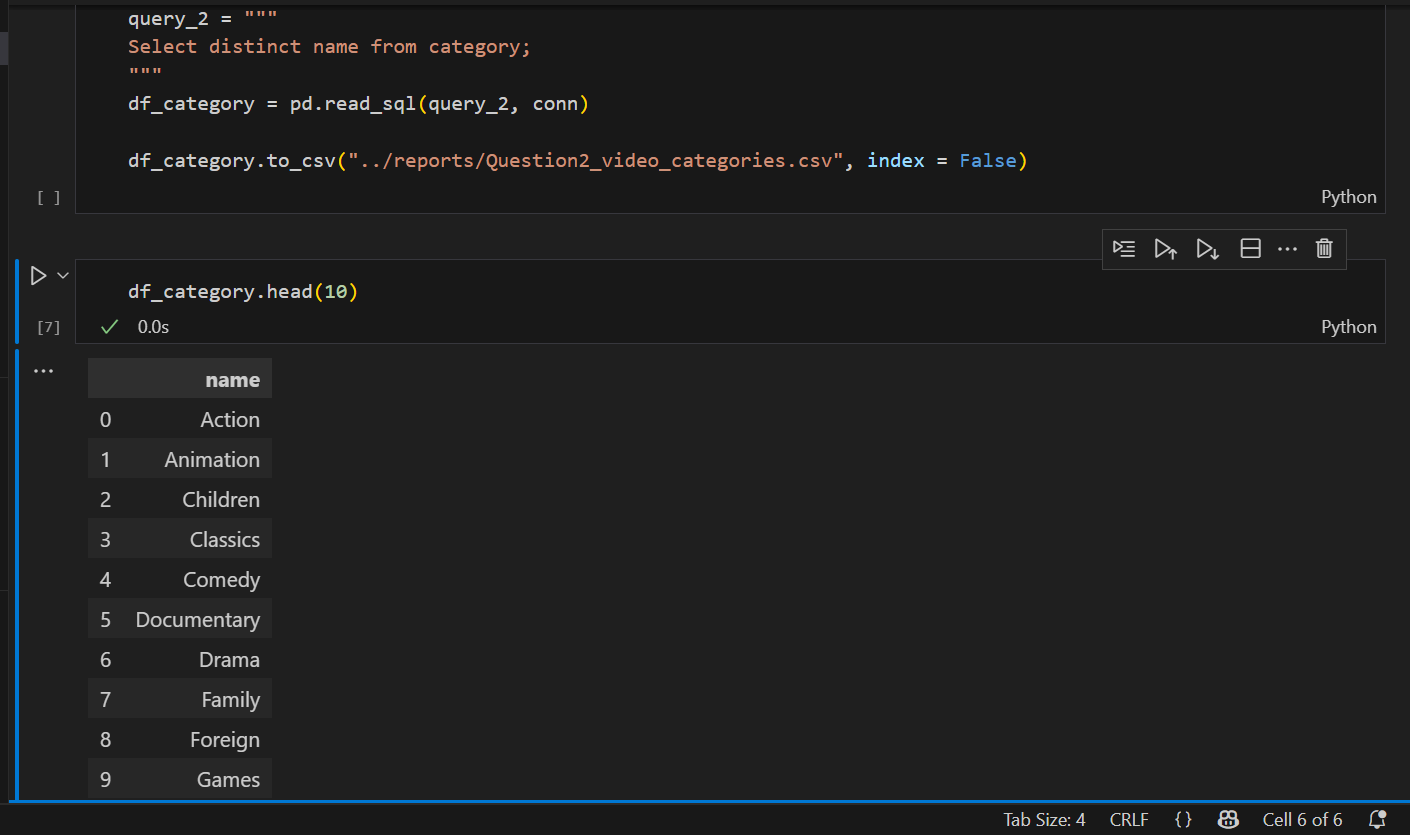 query_2 = """
Select distinct name from category;
"""
df_category = pd.read_sql(query_2, conn)
df_category.to_csv("../reports/Question2_video_categories.csv", index = False)
[ ]
Python
df_category.head(10)
[7]
0.0s
Python
name
0 Action
1 Animation
2 Children
3 Classics
4 Comedy
5 Documentary
6 Drama
7 Family
8 Foreign
9 Games
Tab Size: 4 CRLF {} Cell 6 of 6